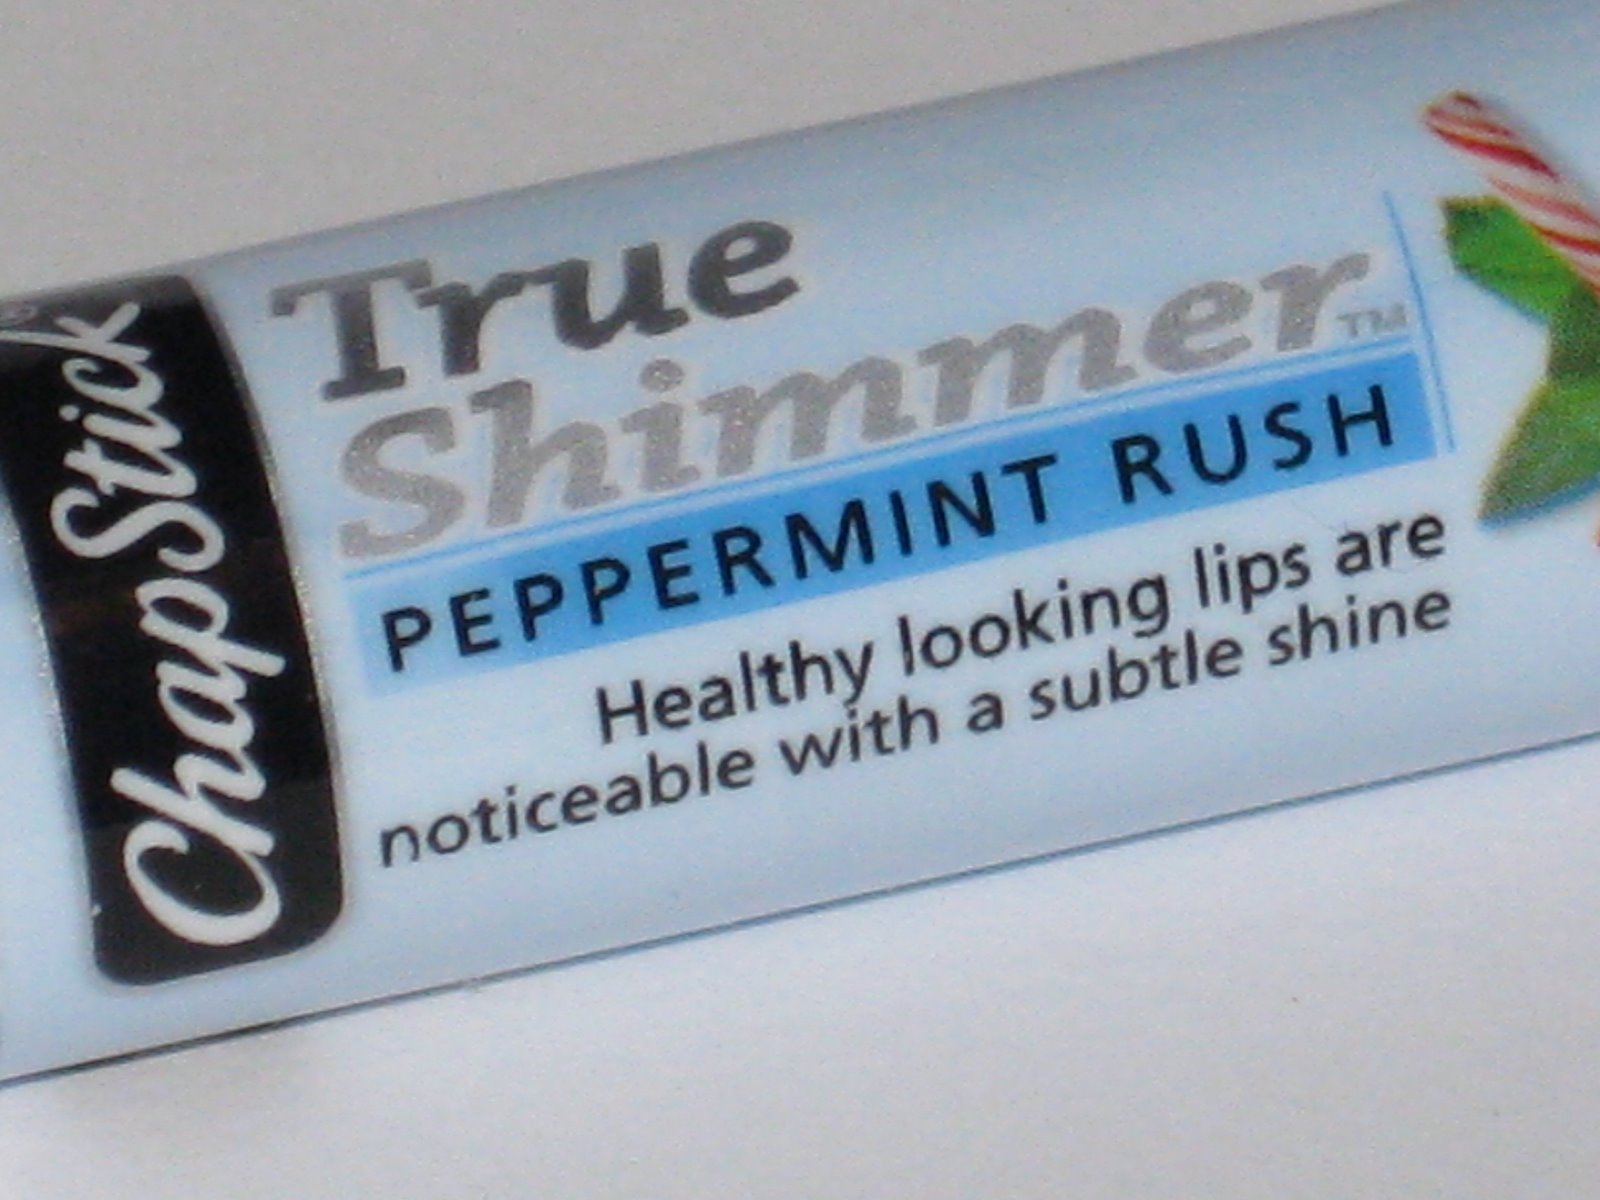 ChapStick®
True
Shimmer™
PEPPERMINT RUSH
Healthy looking lips are
noticeable with a subtle shine